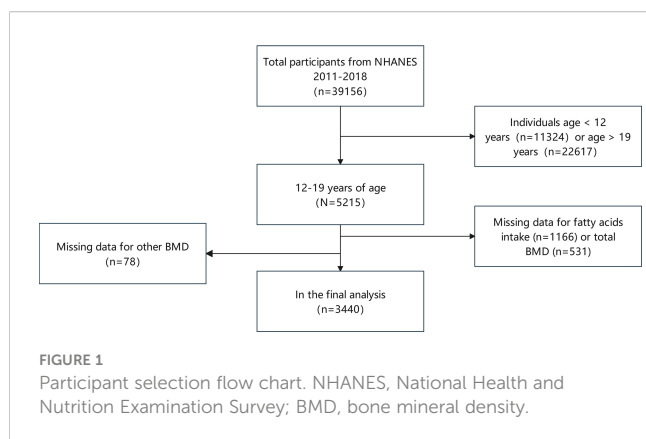 Total participants from NHANES
2011-2018
(n=39156)
Individuals age < 12
years (n=11324) or age > 19
years (n=22617)
12-19 years of age
(N=5215)
Missing data for other BMD
(n=78)
Missing data for fatty acids
intake (n=1166) or total
BMD (n=531)
In the final analysis
(n=3440)
FIGURE 1
Participant selection flow chart. NHANES, National Health and
Nutrition Examination Survey; BMD, bone mineral density.